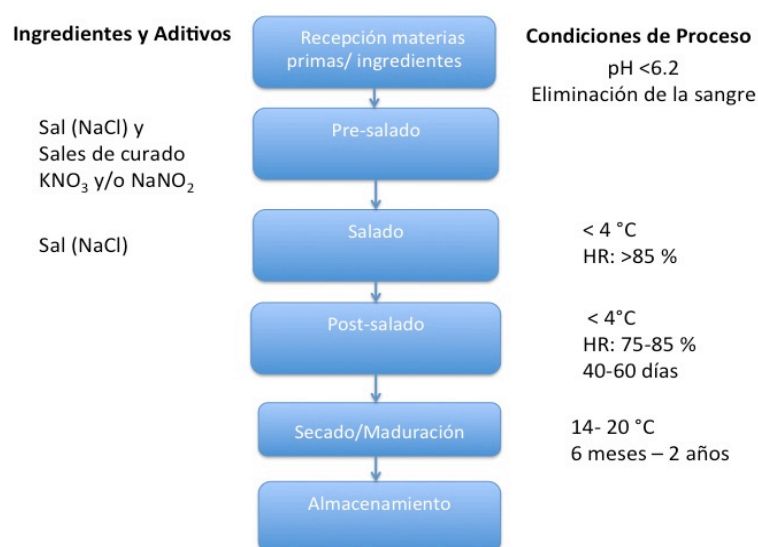 Ingredientes y Aditivos
Recepción materias
primas/ ingredientes
Condiciones de Proceso
pH <6.2
Eliminación de la sangre
Sal (NaCl) y
Sales de curado
KNO₃ y/o NaNO₂
Pre-salado
Sal (NaCl)
Salado
< 4 °C
HR: >85 %
Post-salado
< 4°C
HR: 75-85 %
40-60 días
Secado/Maduración
14- 20 °C
6 meses – 2 años
Almacenamiento